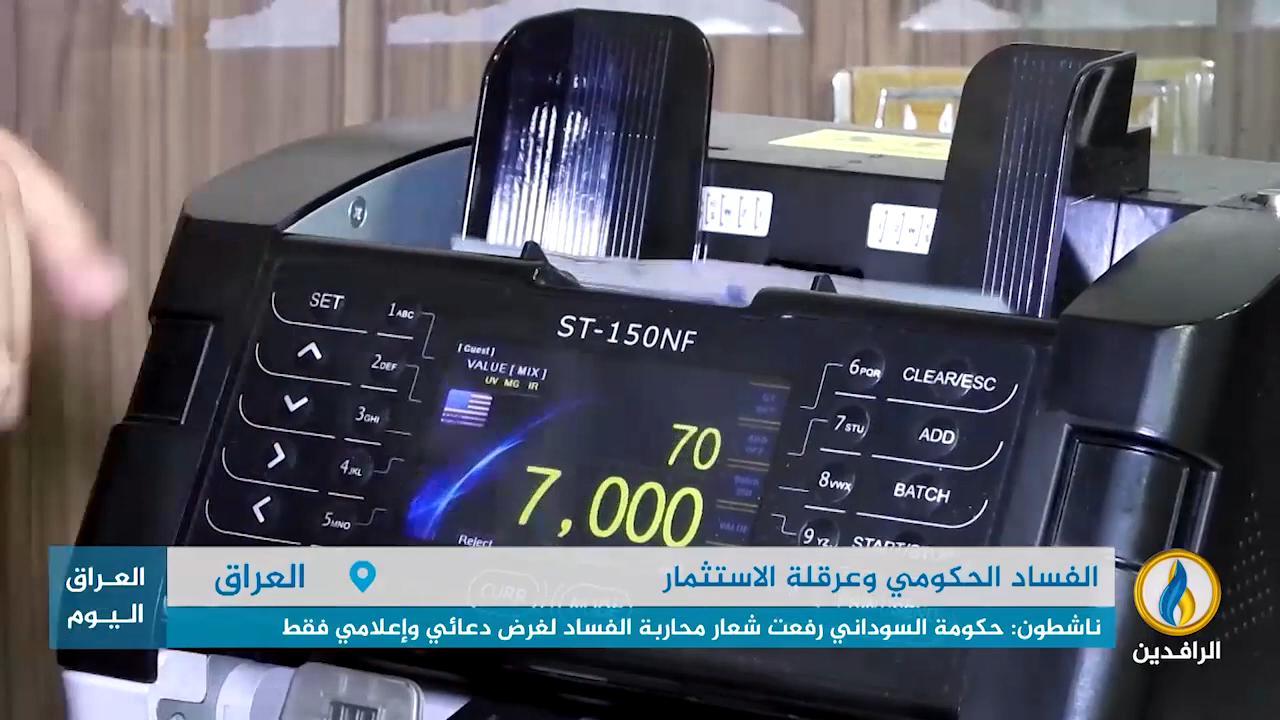 ST-150NF
SET
1ABC
2DEF
3GHI
4JKL
5MNO
[Guest]
VALUE [ MIX ]
UV MG IR
70
7,000
Reject
VALUE
6PQR
CLEAR/ESC
7STU
ADD
8VWX
BATCH
الفساد الحكومي وعرقلة الاستثمار
العراق
ناشطون: حكومة السوداني رفعت شعار محاربة الفساد لغرض دعائي وإعلامي فقط
العراق
اليوم
الرافدين